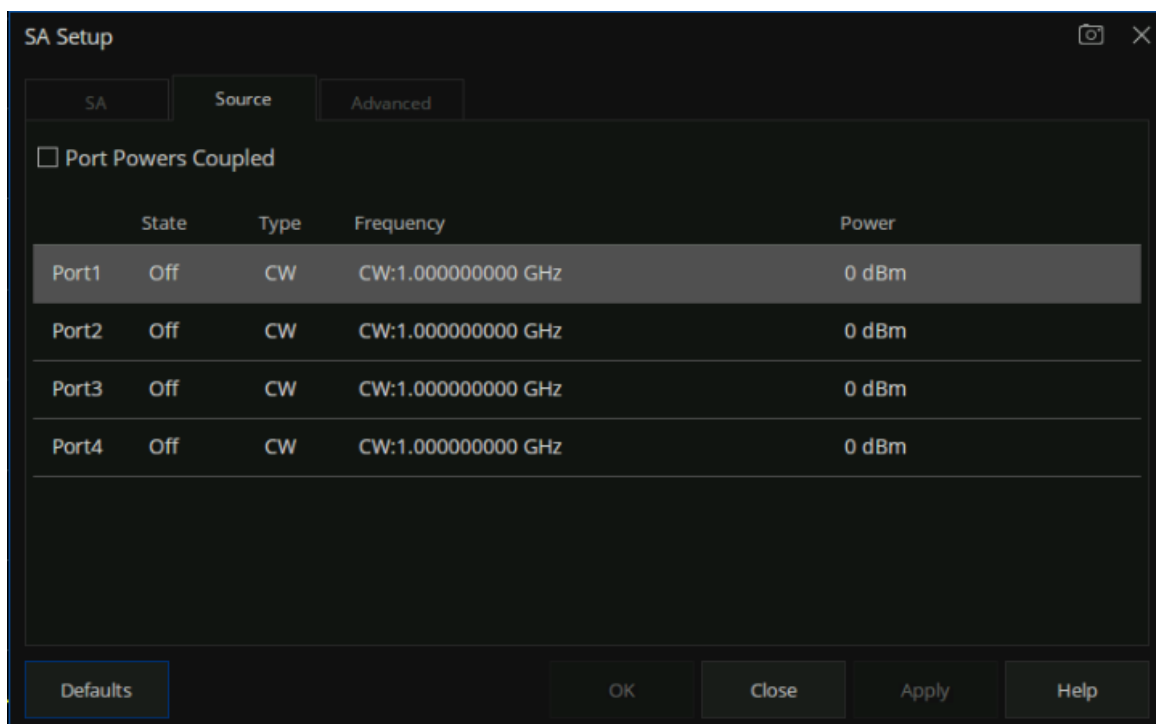 SA Setup
SA Source Advanced
Port Powers Coupled
State Type Frequency Power
Port1 Off CW CW:1.000000000 GHz 0 dBm
Port2 Off CW CW:1.000000000 GHz 0 dBm
Port3 Off CW CW:1.000000000 GHz 0 dBm
Port4 Off CW CW:1.000000000 GHz 0 dBm
Defaults OK Close Apply Help